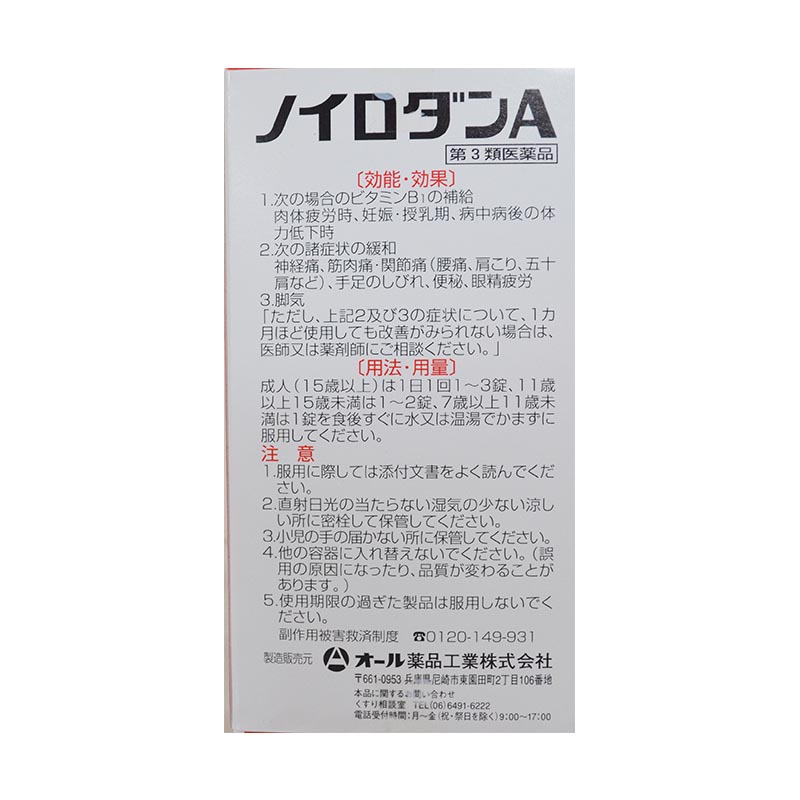 ノイロダンA
第3類医薬品
〔効能・効果〕
1.次の場合のビタミンB1の補給
肉体疲労時、妊娠・授乳期、病中病後の体
力低下時
2.次の諸症状の緩和
神経痛、筋肉痛・関節痛(腰痛、肩こり、五十
肩など)、手足のしびれ、便秘、眼精疲労
3.脚気
「ただし、上記2及び3の症状について、1カ
月ほど使用しても改善がみられない場合は、
医師又は薬剤師にご相談ください。」
〔用法・用量〕
成人(15歳以上)は1日1回1〜3錠、11歳
以上15歳未満は1〜2錠、7歳以上11歳未
満は1錠を食後すぐに水又は温湯でかまずに
服用してください。
注 意
1.服用に際しては添付文書をよく読んでくだ
さい。
2.直射日光の当たらない湿気の少ない涼し
い所に密栓して保管してください。
3.小児の手の届かない所に保管してください。
4.他の容器に入れ替えないでください。(誤
用の原因になったり、品質が変わることが
あります。)
5.使用期限の過ぎた製品は服用しないでく
ださい。
副作用被害救済制度 ☎0120-149-931
製造販売元 オール薬品工業株式会社
〒661-0953 兵庫県尼崎市東園田町2丁目106番地
本品に関するお問い合わせ
くすり相談室 TEL(06)6491-6222
電話受付時間:月〜金(祝・祭日を除く)9:00〜17:00